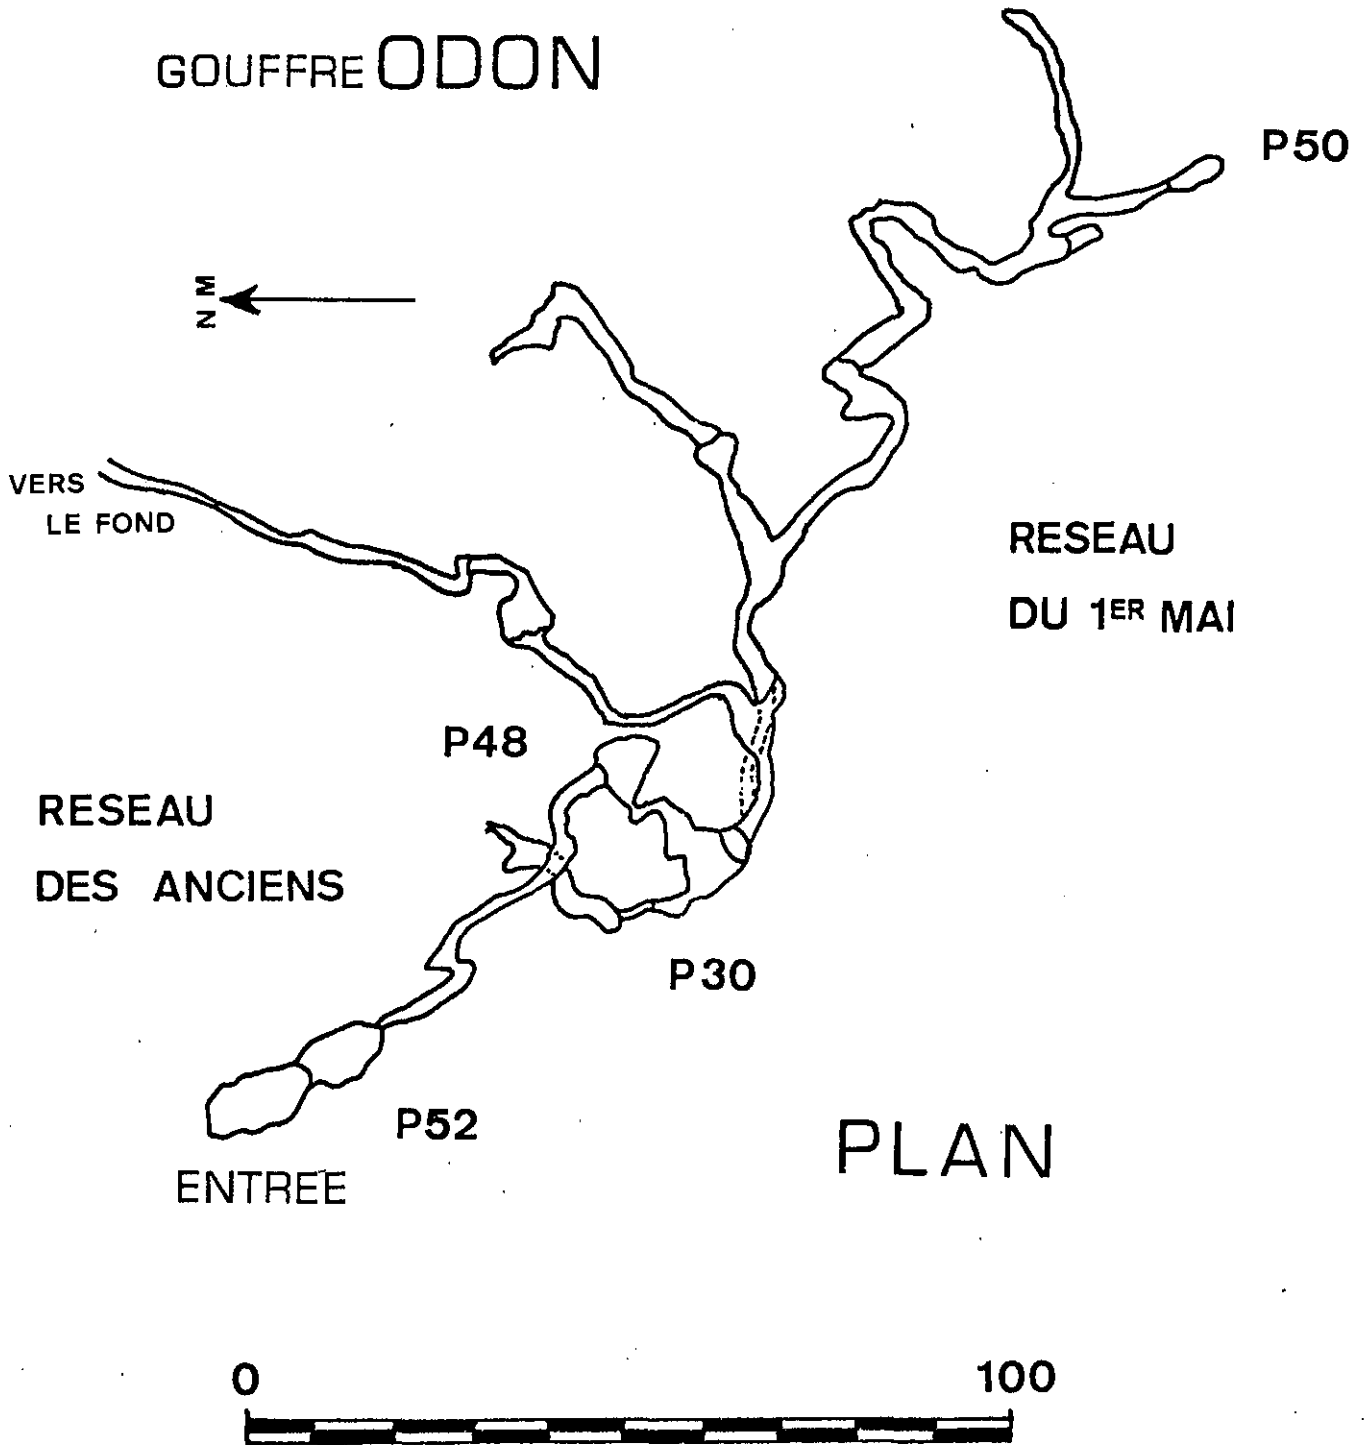 GOUFFRE ODON
P50
N M
VERS
LE FOND
RESEAU
DU 1ER MAI
P48
RESEAU
DES ANCIENS
P30
P52
PLAN
ENTREE
0 100